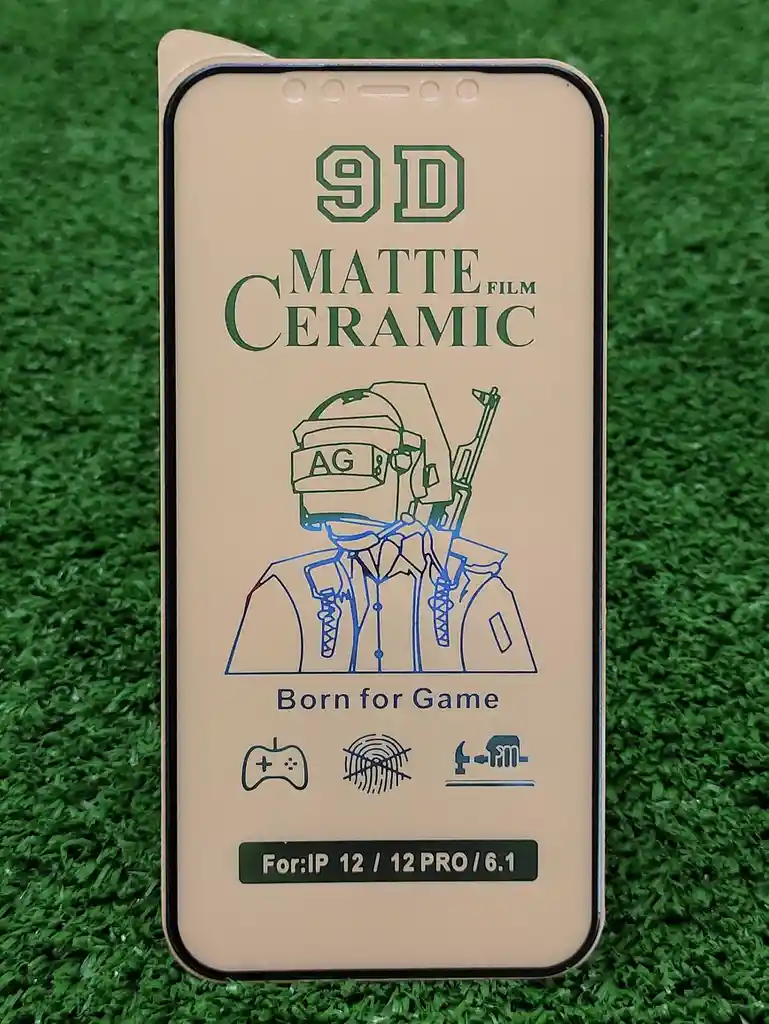 9D
MATTE FILM
CERAMIC
AG
Born for Game
For:IP 12 / 12 PRO / 6.1